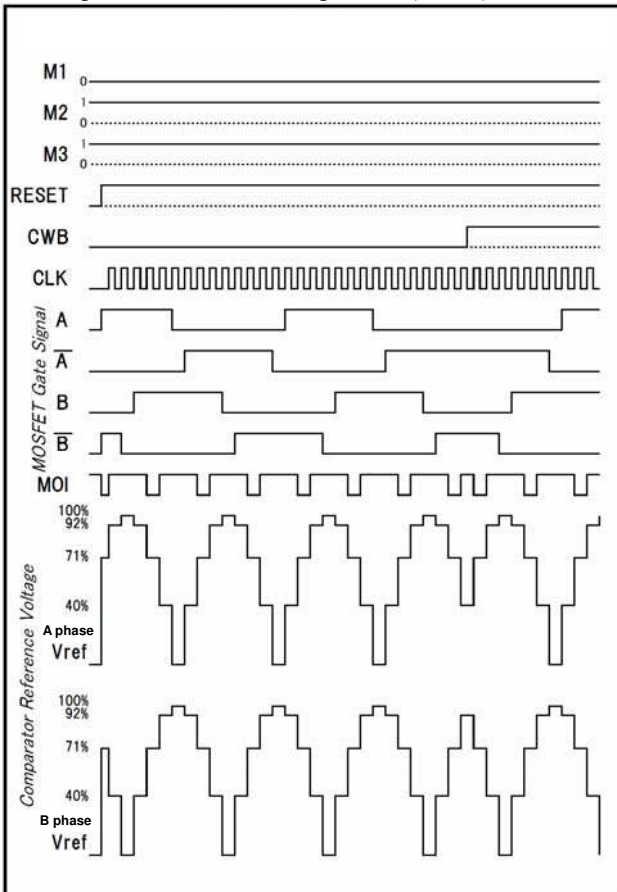 M1 0
1
M2
0
1
M3
0
RESET
CWB
CLK
MOSFET Gate Signal
A
A̅
B
B̅
MOI
Comparator Reference Voltage
100%
92%
71%
40%
A phase
Vref
100%
92%
71%
40%
B phase
Vref